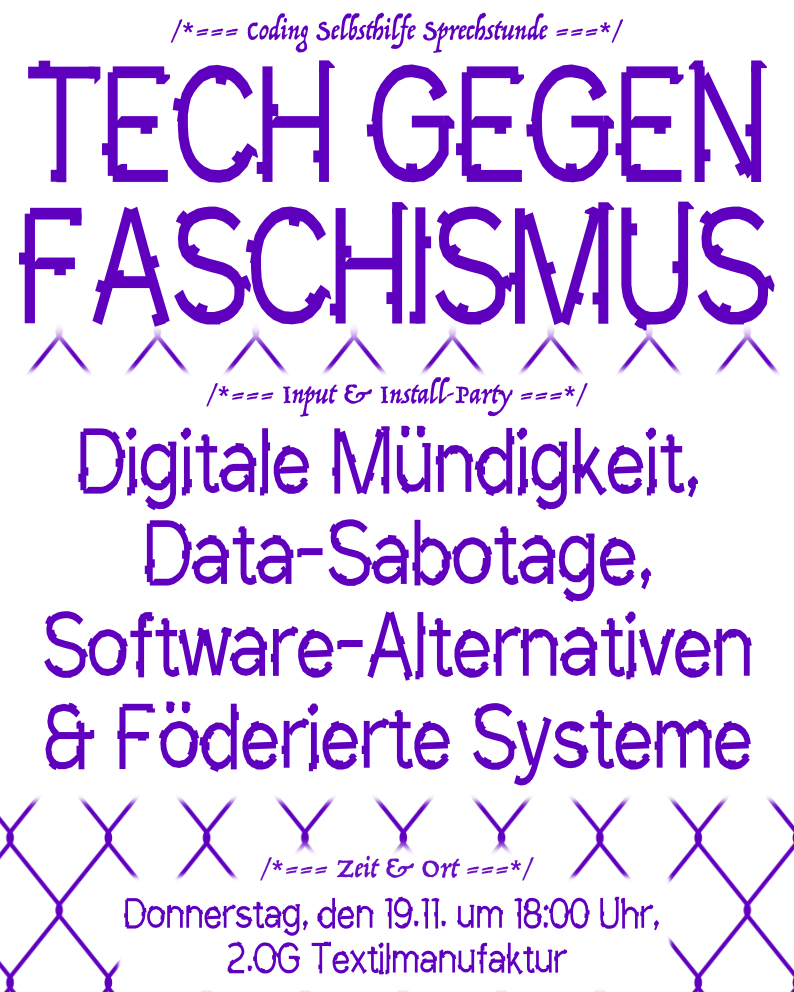 /*=== Coding Selbsthilfe Sprechstunde ===*/
TECH GEGEN
FASCHISMUS
/*=== Input & Install-Party ===*/
Digitale Mündigkeit,
Data-Sabotage,
Software-Alternativen
& Föderierte Systeme
/*=== Zeit & Ort ===*/
Donnerstag, den 19.11. um 18:00 Uhr,
2.OG Textilmanufaktur